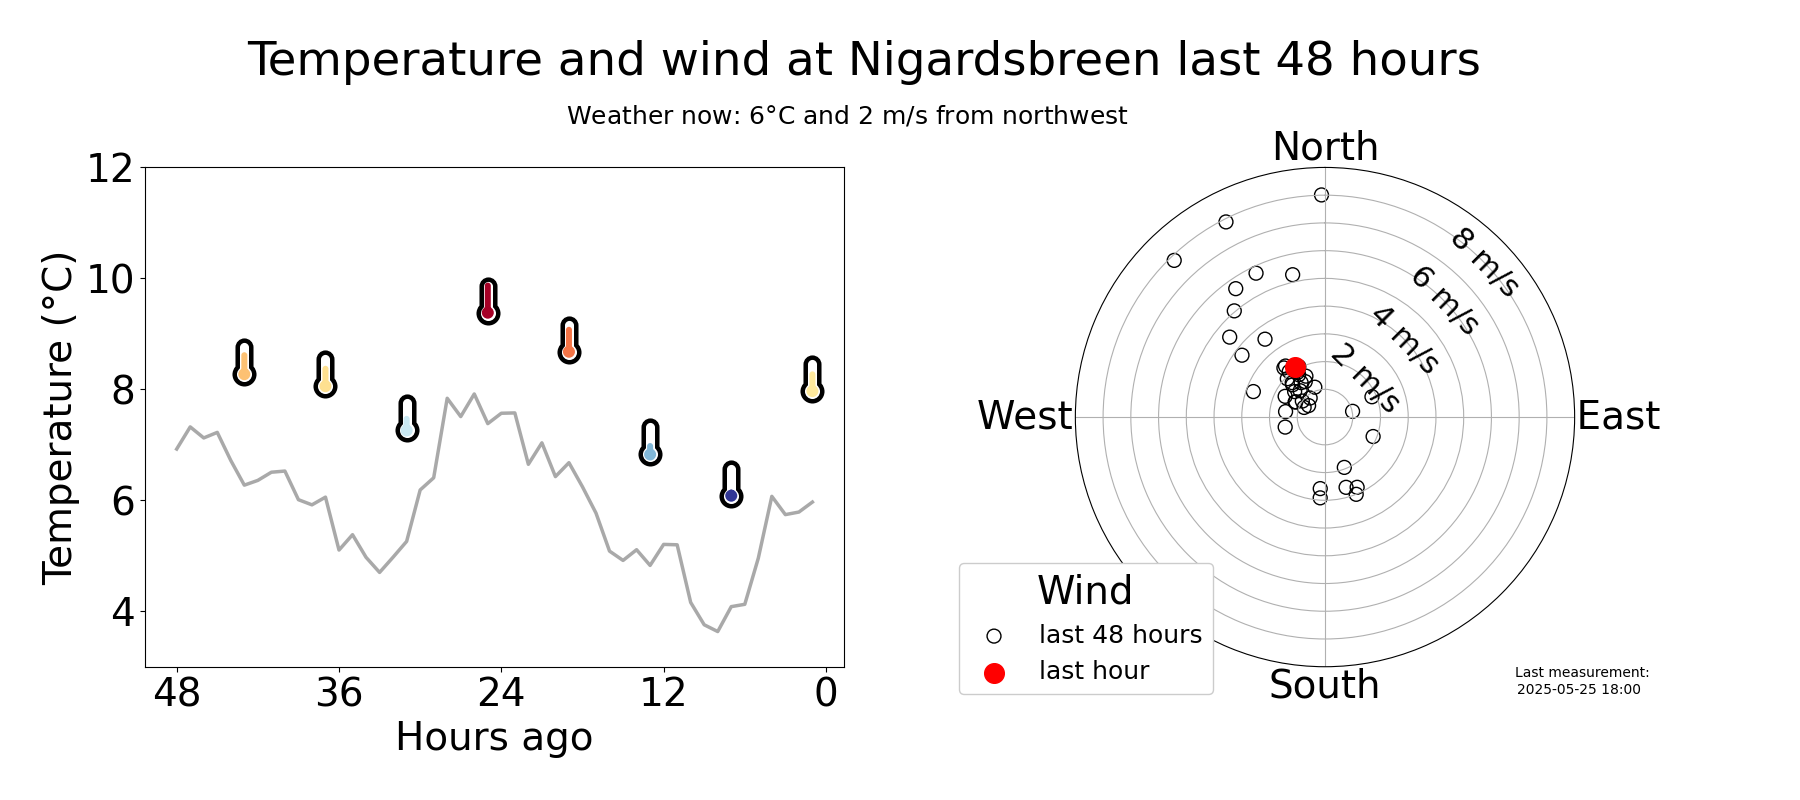 Temperature and wind at Nigardsbreen last 48 hours
Weather now: 6°C and 2 m/s from northwest
12
10
8
6
4
Temperature (°C)
48 36 24 12 0
Hours ago
North
West
East
South
8 m/s
6 m/s
4 m/s
2 m/s
Wind
last 48 hours
last hour
Last measurement:
2025-05-25 18:00